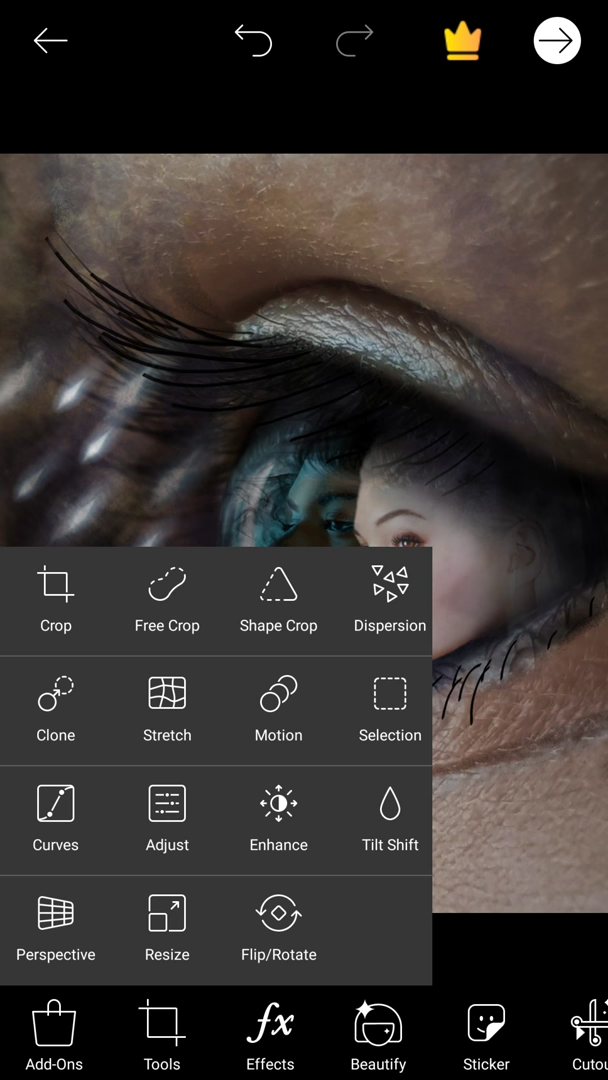 Crop Free Crop Shape Crop Dispersion
Clone Stretch Motion Selection
Curves Adjust Enhance Tilt Shift
Perspective Resize Flip/Rotate
Add-Ons Tools Effects Beautify Sticker Cutou